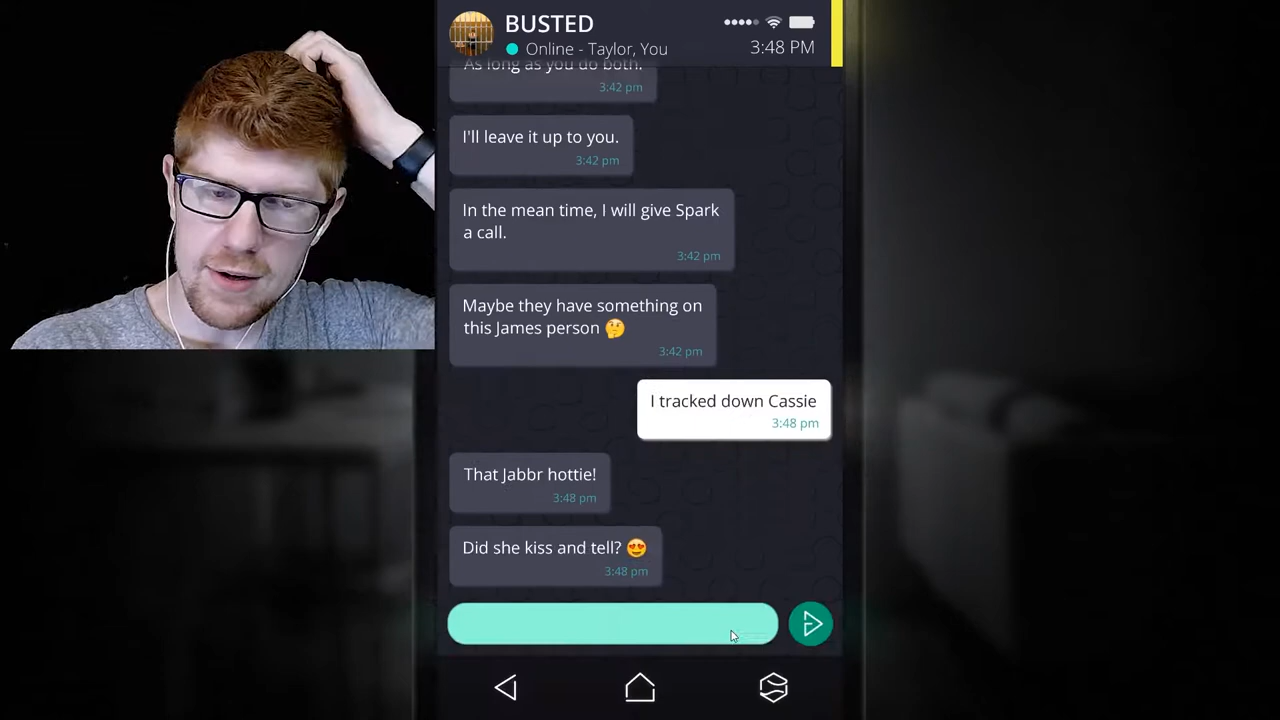 BUSTED
Online - Taylor, You
3:48 PM
As long as you do both.
3:42 pm
I'll leave it up to you.
3:42 pm
In the mean time, I will give Spark
a call.
3:42 pm
Maybe they have something on
this James person 🤔
3:42 pm
I tracked down Cassie
3:48 pm
That Jabbr hottie!
3:48 pm
Did she kiss and tell? 😍
3:48 pm